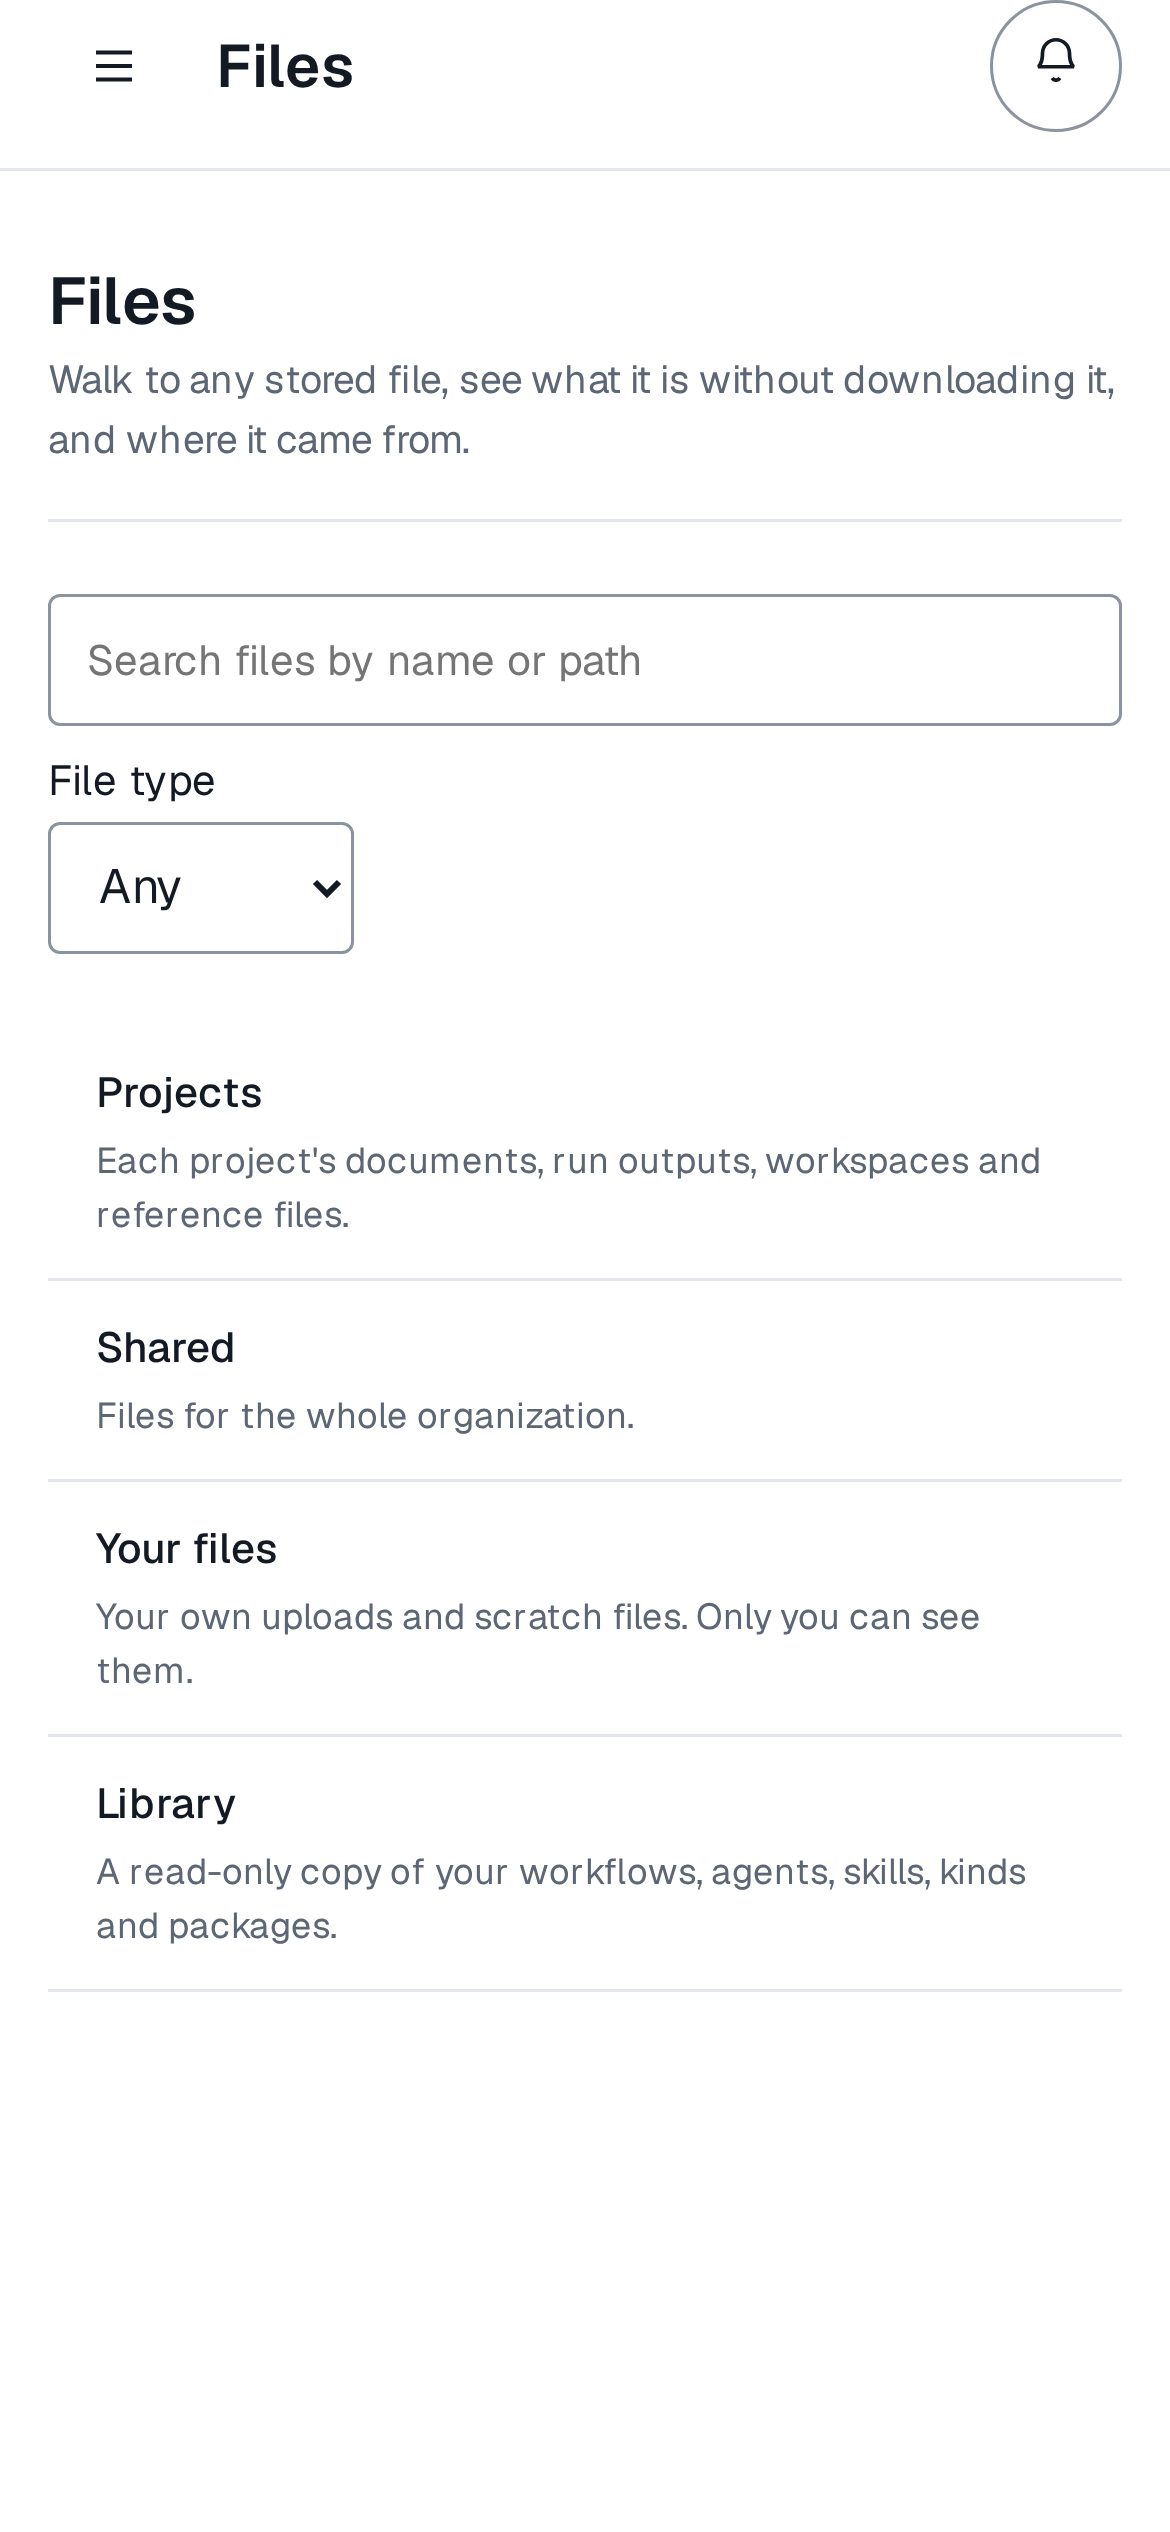 Files
Files
Walk to any stored file, see what it is without downloading it,
and where it came from.
Search files by name or path
File type
Any
Projects
Each project's documents, run outputs, workspaces and
reference files.
Shared
Files for the whole organization.
Your files
Your own uploads and scratch files. Only you can see
them.
Library
A read-only copy of your workflows, agents, skills, kinds
and packages.